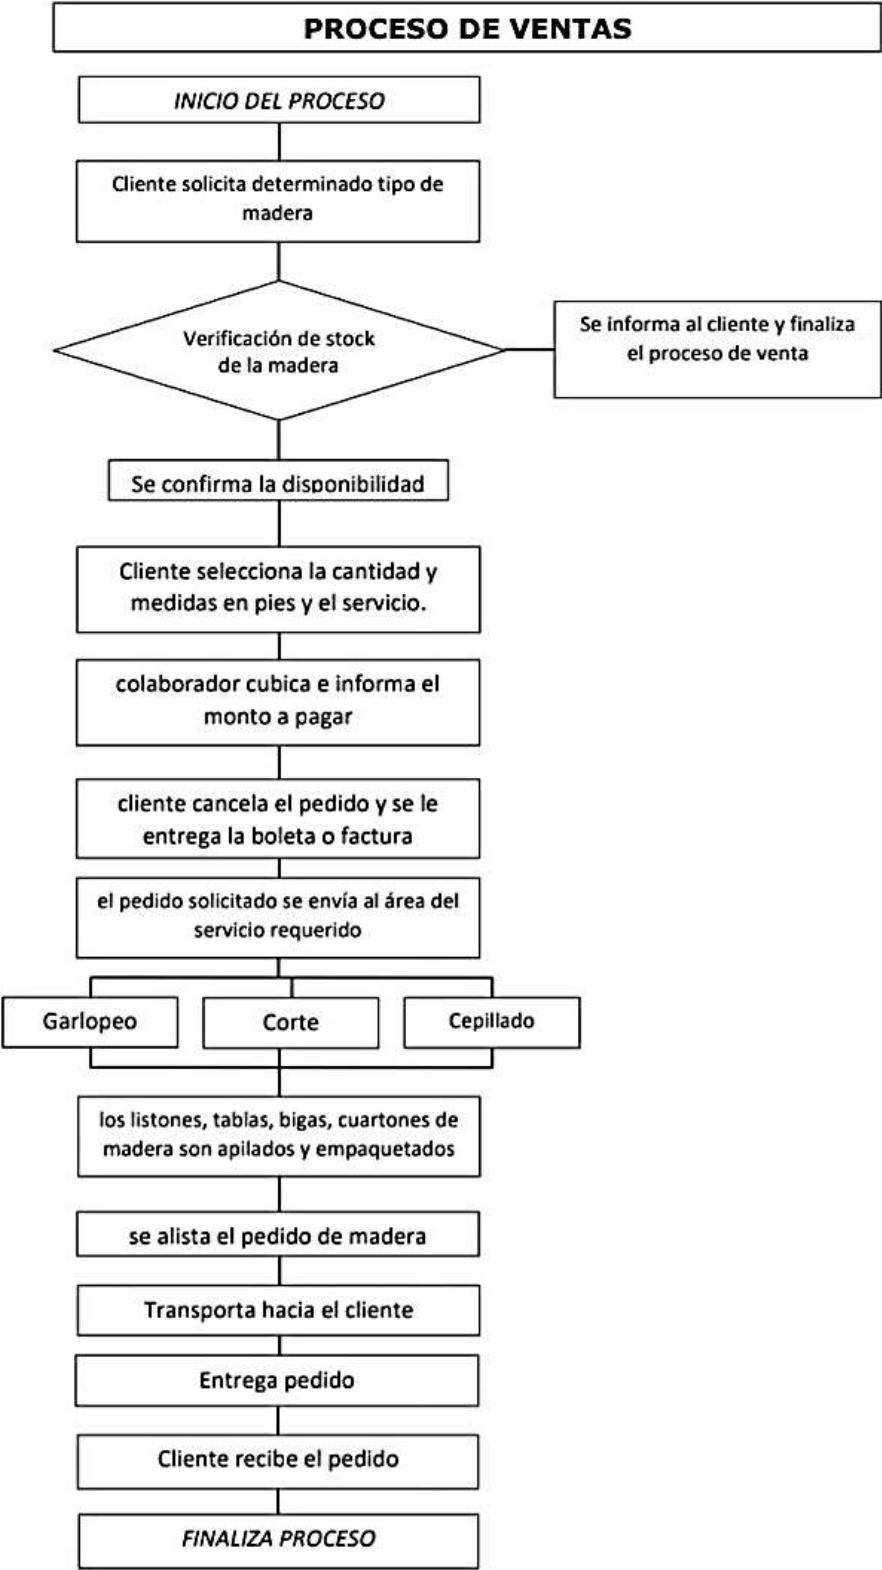 PROCESO DE VENTAS
INICIO DEL PROCESO
Cliente solicita determinado tipo de
madera
Verificación de stock
de la madera
Se informa al cliente y finaliza
el proceso de venta
Se confirma la disponibilidad
Cliente selecciona la cantidad y
medidas en pies y el servicio.
colaborador cubica e informa el
monto a pagar
cliente cancela el pedido y se le
entrega la boleta o factura
el pedido solicitado se envía al área del
servicio requerido
Garlopeo
Corte
Cepillado
los listones, tablas, bigas, cuartones de
madera son apilados y empaquetados
se alista el pedido de madera
Transporta hacia el cliente
Entrega pedido
Cliente recibe el pedido
FINALIZA PROCESO